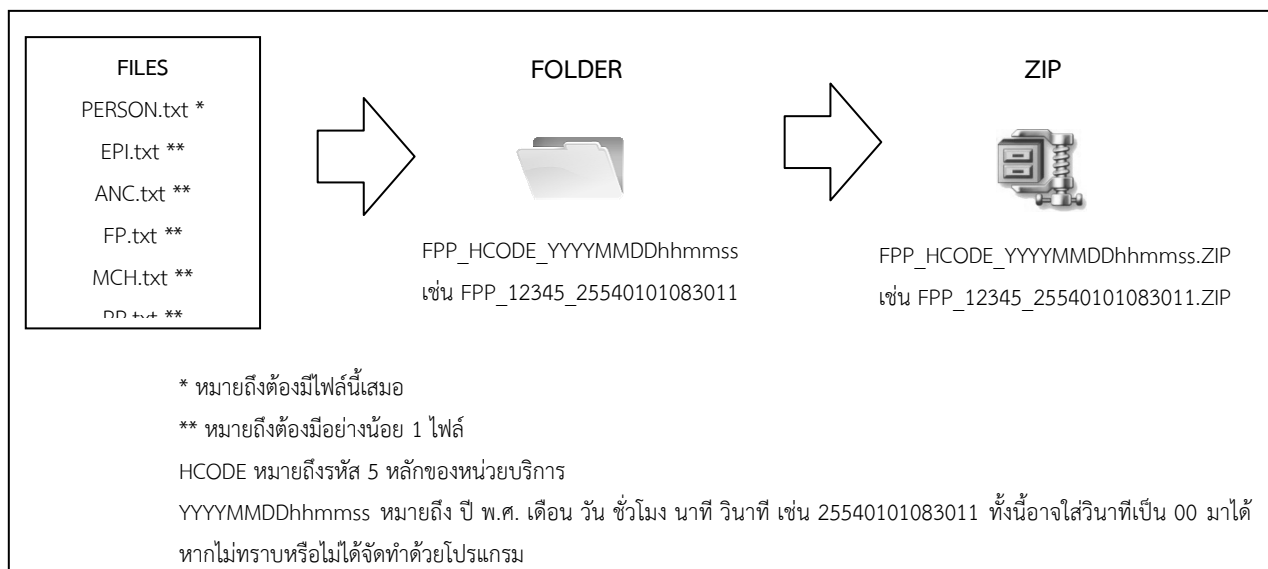 FILES
PERSON.txt *
EPI.txt **
ANC.txt **
FP.txt **
MCH.txt **
FOLDER
FPP_HCODE_YYYYMMDDhhmmss
เช่น FPP_12345_25540101083011
ZIP
FPP_HCODE_YYYYMMDDhhmmss.ZIP
เช่น FPP_12345_25540101083011.ZIP
* หมายถึงต้องมีไฟล์นี้เสมอ
** หมายถึงต้องมีอย่างน้อย 1 ไฟล์
HCODE หมายถึงรหัส 5 หลักของหน่วยบริการ
YYYYMMDDhhmmss หมายถึง ปี พ.ศ. เดือน วัน ชั่วโมง นาที วินาที เช่น 25540101083011 ทั้งนี้อาจใส่วินาทีเป็น 00 มาได้
หากไม่ทราบหรือไม่ได้จัดทำด้วยโปรแกรม